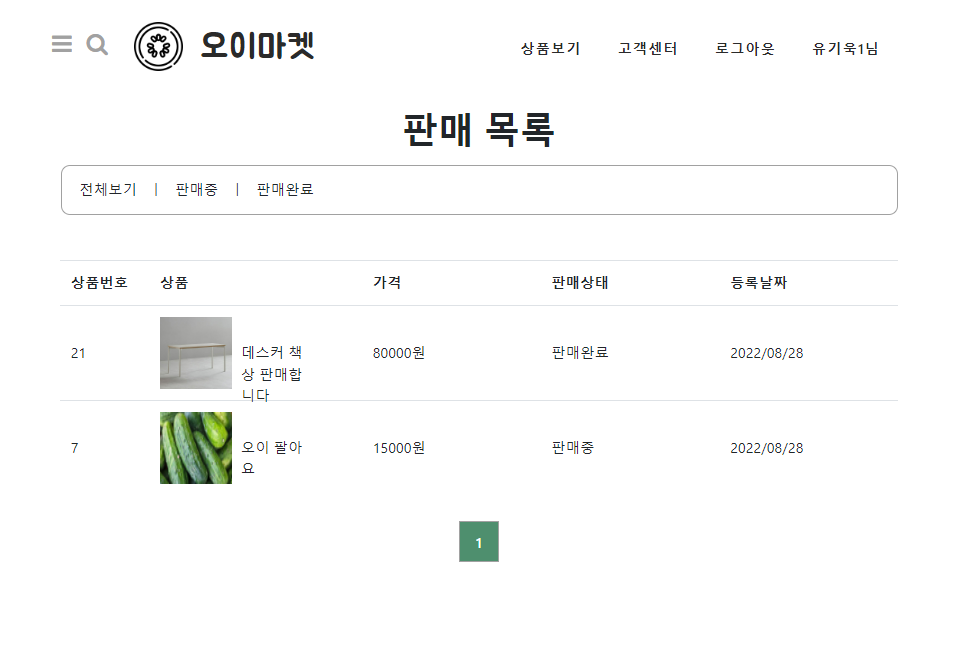 오이마켓
상품보기 고객센터 로그아웃 유기욱1님
판매 목록
전체보기 | 판매중 | 판매완료
상품번호 상품 가격 판매상태 등록날짜
21 데스커 책 80000원 판매완료 2022/08/28
상 판매합
니다
7 오이 팔아 15000원 판매중 2022/08/28
요
1